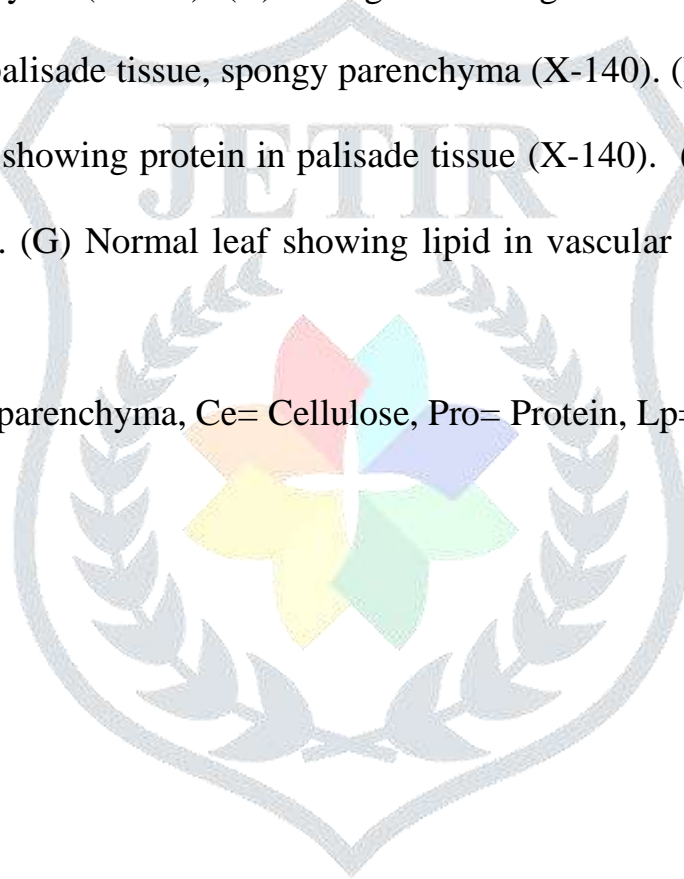 palisade tissue, spongy parenchyma (X-140). (
showing protein in palisade tissue (X-140). (
JETIR
. (G) Normal leaf showing lipid in vascular
parenchyma, Ce= Cellulose, Pro= Protein, Lp=